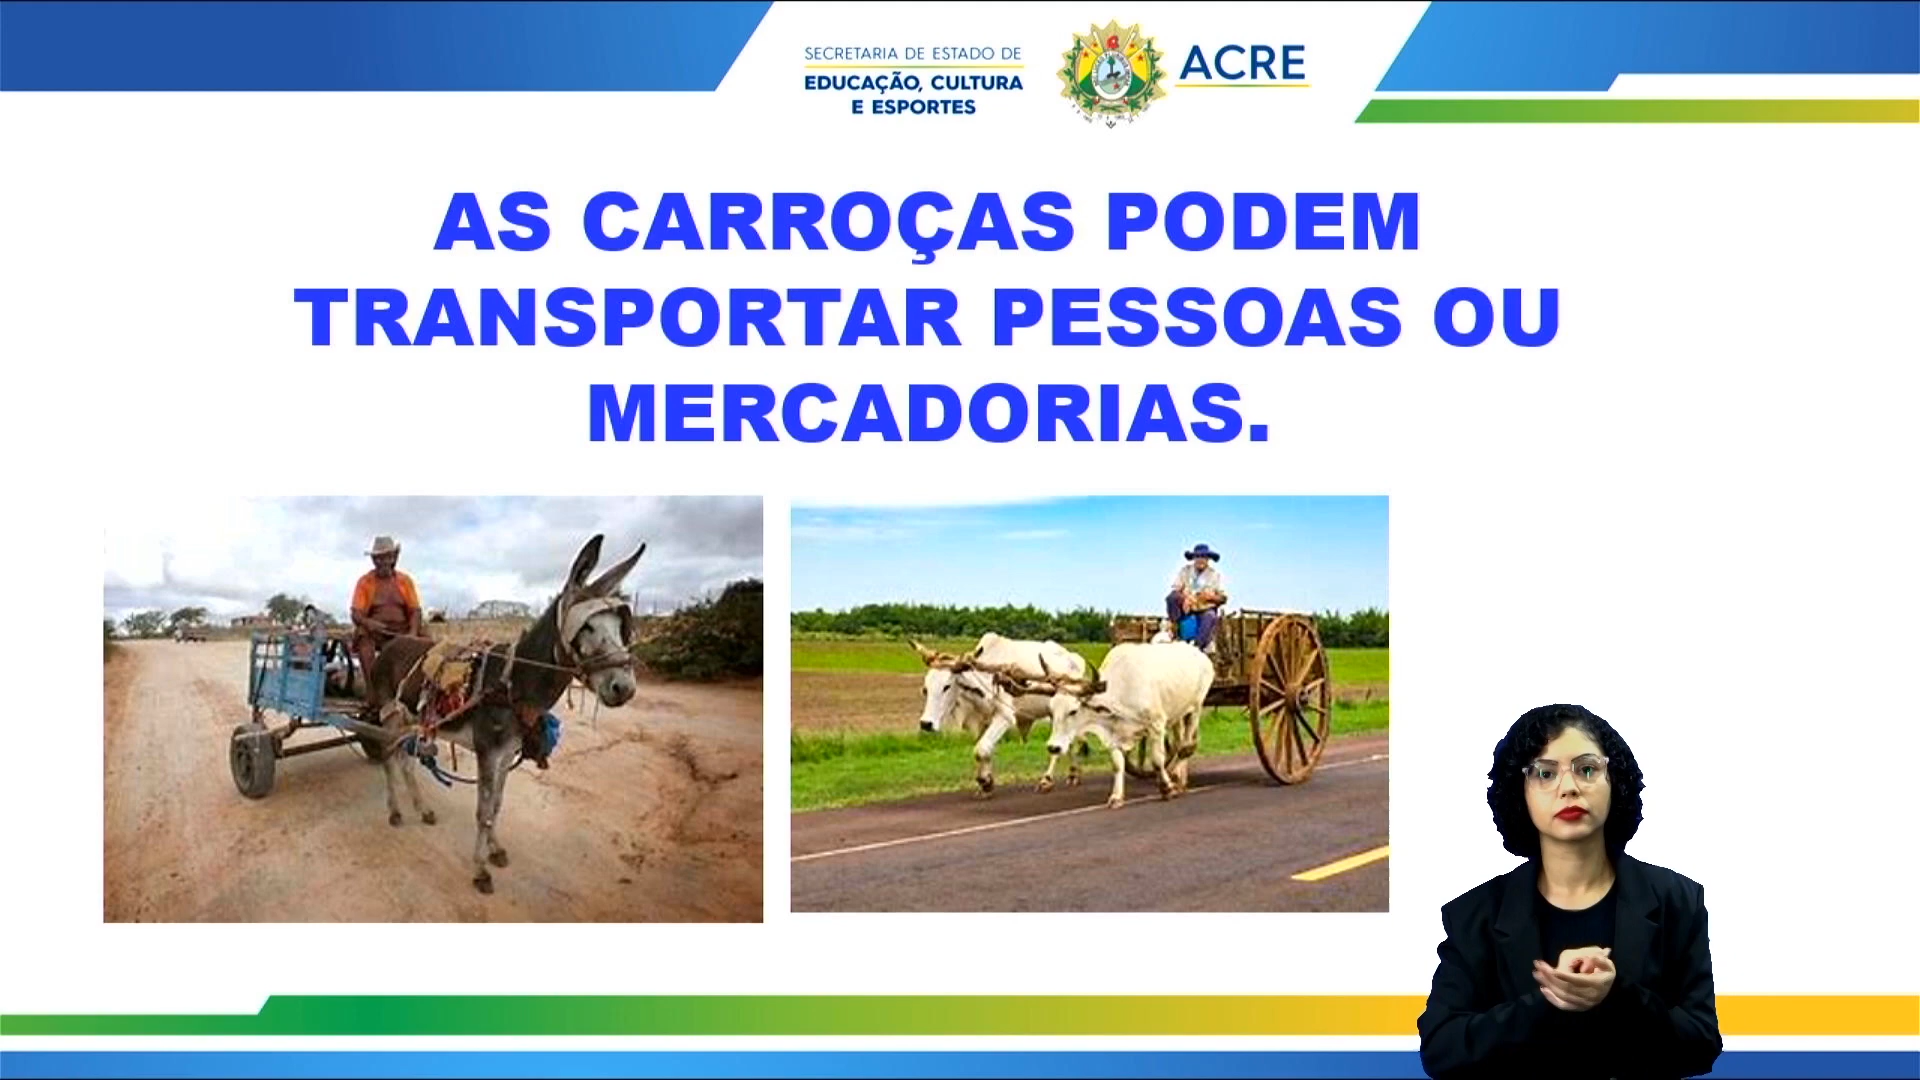 SECRETARIA DE ESTADO DE
EDUCAÇÃO, CULTURA
E ESPORTES
ACRE
AS CARROÇAS PODEM
TRANSPORTAR PESSOAS OU
MERCADORIAS.